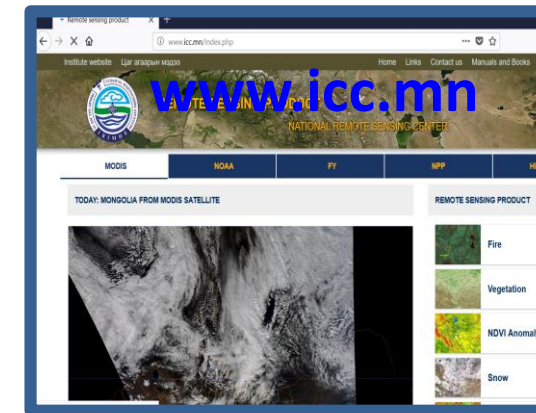 Remote sensing product
www.icc.mn/index.php
Institute website Цаг агаарын мэдээ Home Links Contact us Manuals and Books
www.icc.mn
NATIONAL REMOTE SENSING CENTER
MODIS NOAA FY NPP
TODAY: MONGOLIA FROM MODIS SATELLITE
REMOTE SENSING PRODUCT
Fire
Vegetation
NDVI Anomal
Snow